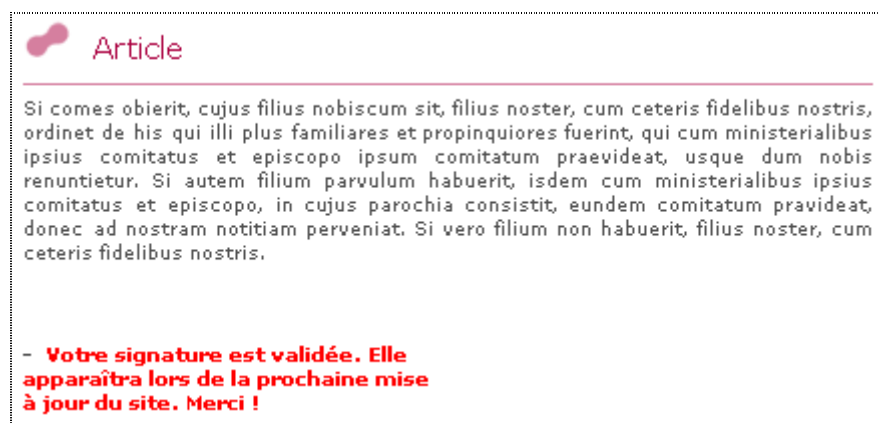 Article
Si comes obierit, cujus filius nobiscum sit, filius noster, cum ceteris fidelibus nostris,
ordinet de his qui illi plus familiares et propinquiores fuerint, qui cum ministerialibus
ipsius comitatus et episcopo ipsum comitatum praevideat, usque dum nobis
renuntietur. Si autem filium parvulum habuerit, isdem cum ministerialibus ipsius
comitatus et episcopo, in cujus parochia consistit, eundem comitatum pravideat,
donec ad nostram notitiam perveniat. Si vero filium non habuerit, filius noster, cum
ceteris fidelibus nostris.
- Votre signature est validée. Elle
apparaîtra lors de la prochaine mise
à jour du site. Merci !